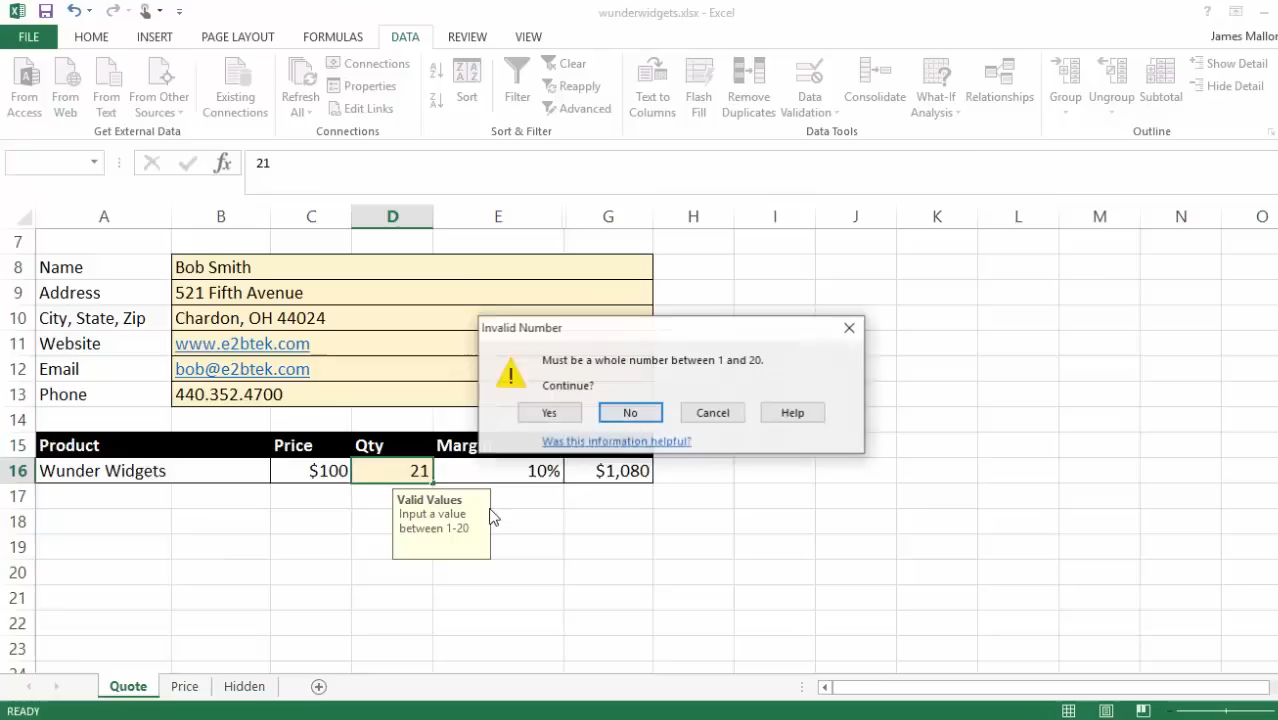 wunderwidgets.xlsx - Excel
?
FILE HOME INSERT PAGE LAYOUT FORMULAS DATA REVIEW VIEW James Mallor
From Access
From Web
From Text
From Other Sources
Existing Connections
Get External Data
Refresh All
Connections
Properties
Edit Links
Connections
Sort
Filter
Clear
Reapply
Advanced
Sort & Filter
Text to Columns
Flash Fill
Remove Duplicates
Data Validation
Consolidate
What-If Analysis
Relationships
Data Tools
Group
Ungroup
Subtotal
Show Detail
Hide Detail
Outline
fx 21
A B C D E G H I J K L M N O
7
8 Name Bob Smith
9 Address 521 Fifth Avenue
10 City, State, Zip Chardon, OH 44024
11 Website www.e2btek.com
12 Email bob@e2btek.com
13 Phone 440.352.4700
14
15 Product Price Qty
16 Wunder Widgets $100 21 10% $1,080
17
18
19
20
21
22
23
Valid Values
Input a value
between 1-20
Invalid Number
Must be a whole number between 1 and 20.
Continue?
Yes No Cancel Help
Was this information helpful?
Quote Price Hidden
READY